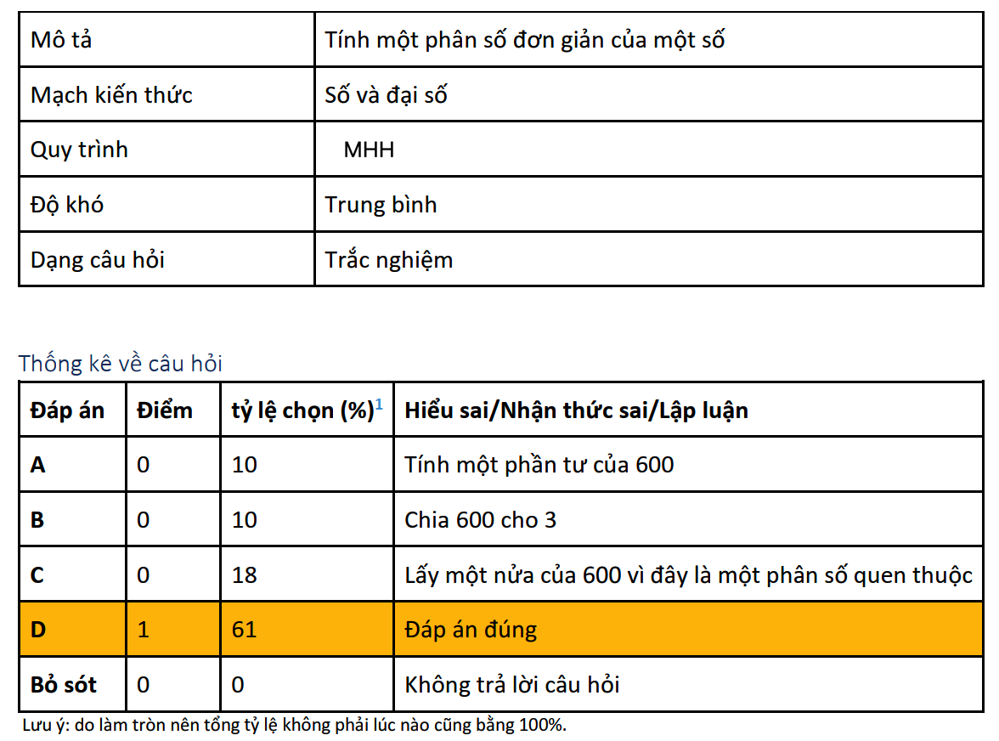 Mô tả Tính một phân số đơn giản của một số
Mạch kiến thức Số và đại số
Quy trình MHH
Độ khó Trung bình
Dạng câu hỏi Trắc nghiệm
Thống kê về câu hỏi
Đáp án Điểm tỷ lệ chọn (%)1 Hiểu sai/Nhận thức sai/Lập luận
A 0 10 Tính một phần tư của 600
B 0 10 Chia 600 cho 3
C 0 18 Lấy một nửa của 600 vì đây là một phân số quen thuộc
D 1 61 Đáp án đúng
Bỏ sót 0 0 Không trả lời câu hỏi
Lưu ý: do làm tròn nên tổng tỷ lệ không phải lúc nào cũng bằng 100%.